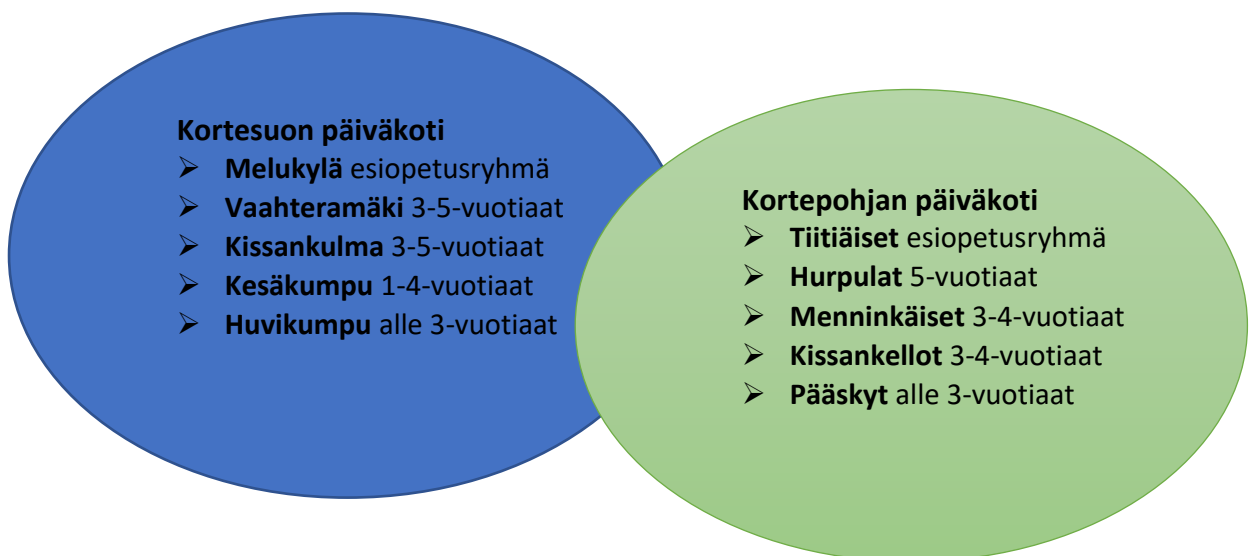 Kortesuon päiväkoti
➢ Melukylä esiopetusryhmä
➢ Vaahteramäki 3-5-vuotiaat
➢ Kissankulma 3-5-vuotiaat
➢ Kesäkumpu 1-4-vuotiaat
➢ Huvikumpu alle 3-vuotiaat
Kortepohjan päiväkoti
➢ Tiitiäiset esiopetusryhmä
➢ Hurpulat 5-vuotiaat
➢ Menninkäiset 3-4-vuotiaat
➢ Kissankellot 3-4-vuotiaat
➢ Pääskyt alle 3-vuotiaat